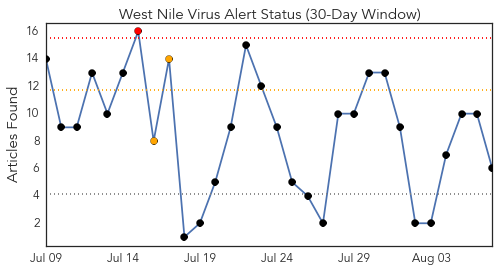 West Nile Virus Alert Status (30-Day Window)
Articles Found
16
14
12
10
8
6
4
2
Jul 09 Jul 14 Jul 19 Jul 24 Jul 29 Aug 03